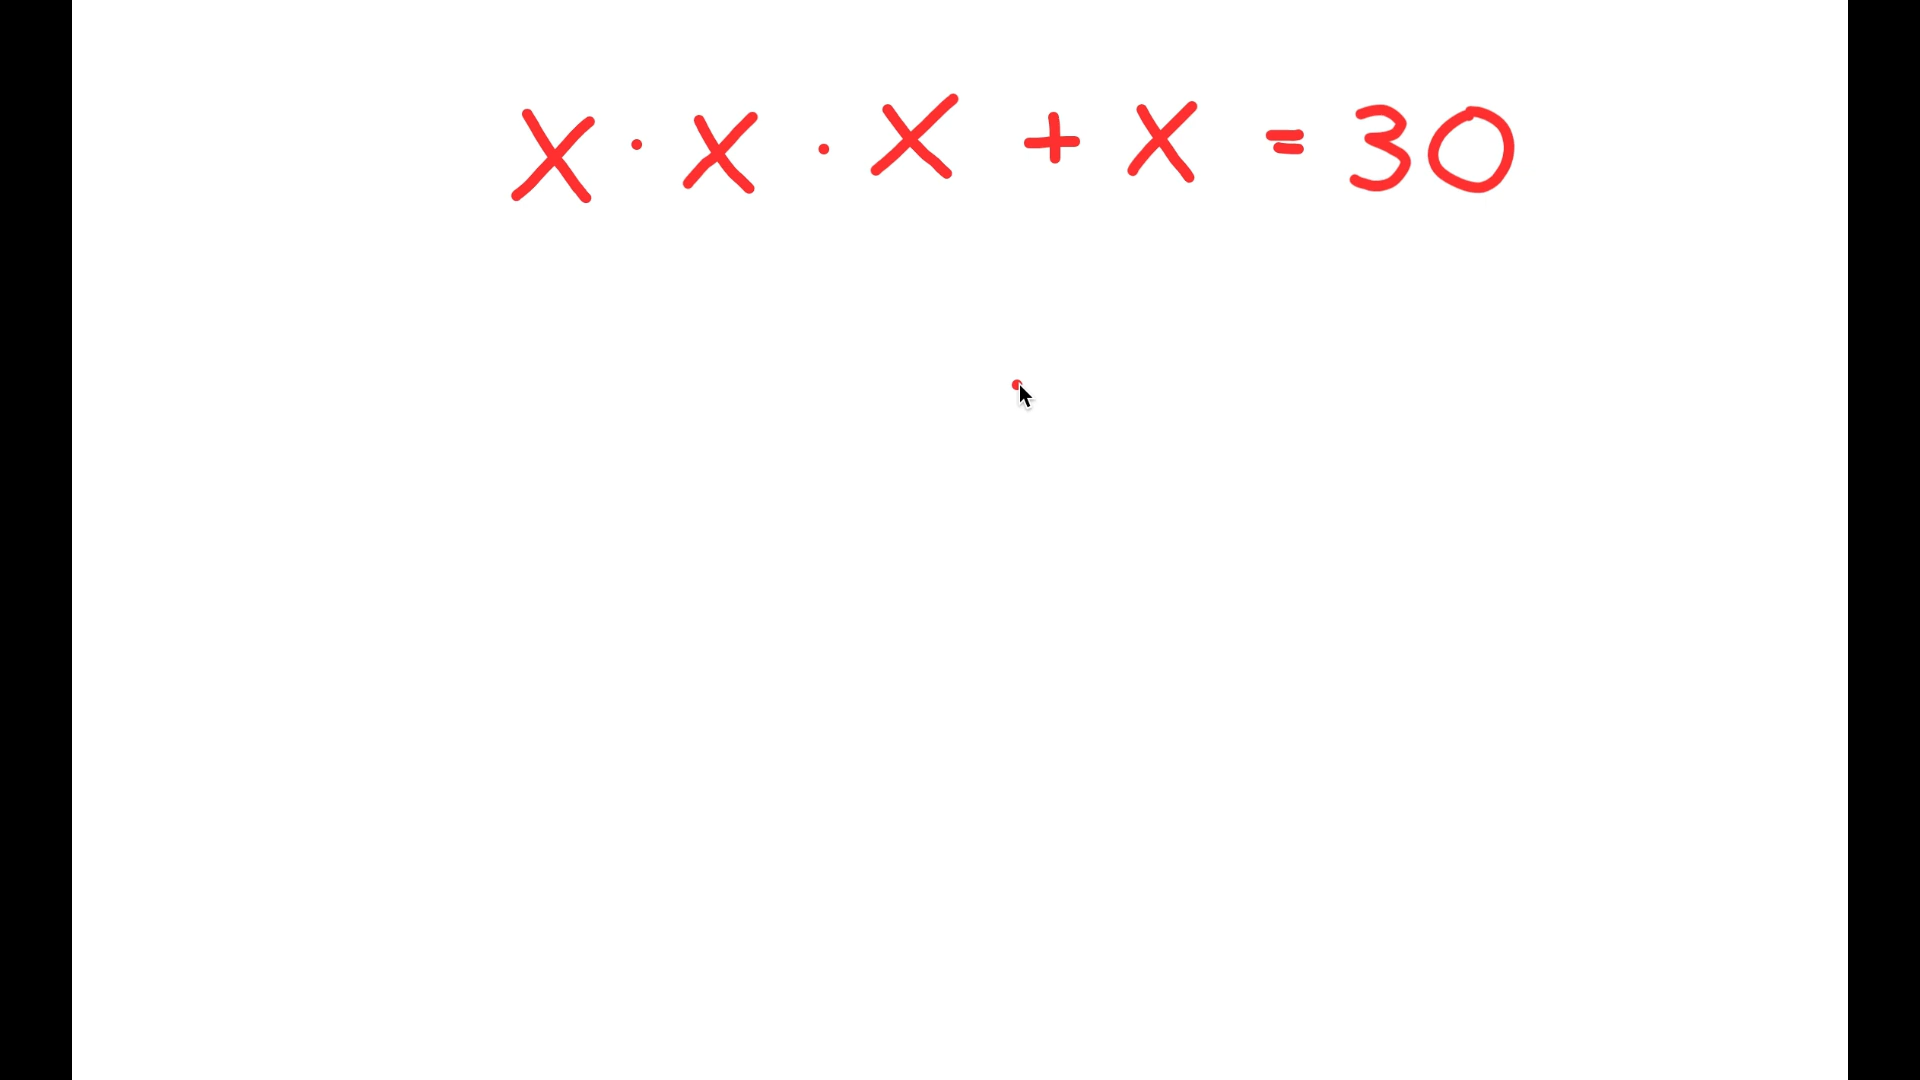 x · x · x + x = 30